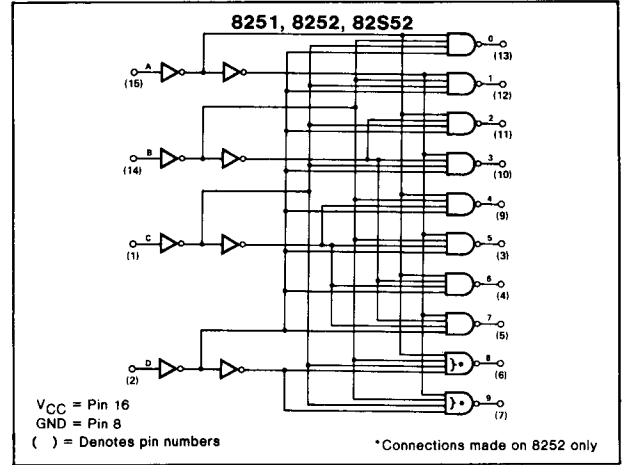 8251, 8252, 82S52
0
(13)
A
(15)
1
(12)
2
(11)
B
(14)
3
(10)
4
(9)
C
(1)
5
(3)
6
(4)
7
(5)
D
(2)
8
}•
(6)
9
}•
(7)
VCC = Pin 16
GND = Pin 8
( ) = Denotes pin numbers
*Connections made on 8252 only